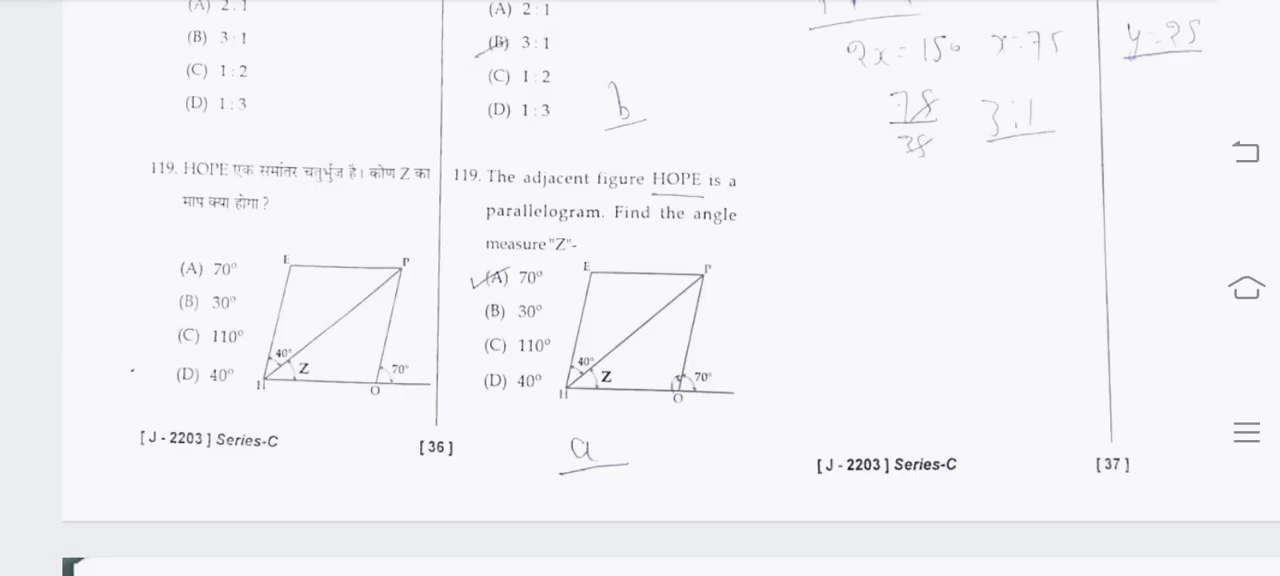 (A) 2:1
(B) 3:1
(C) 1:2
(D) 1:3
119. HOPE एक समांतर चतुर्भुज है। कोण Z का
माप क्या होगा ?
(A) 70°
(B) 30°
(C) 110°
(D) 40°
E
P
40°
Z
70°
H
O
[ J - 2203 ] Series-C
[ 36 ]
(A) 2:1
(B) 3:1
(C) 1:2
(D) 1:3
b
119. The adjacent figure HOPE is a
parallelogram. Find the angle
measure "Z"-
(A) 70°
(B) 30°
(C) 110°
(D) 40°
E
P
40°
Z
70°
H
O
a
2x = 150 x=75
y=25
3:1
[ J - 2203 ] Series-C
[ 37 ]